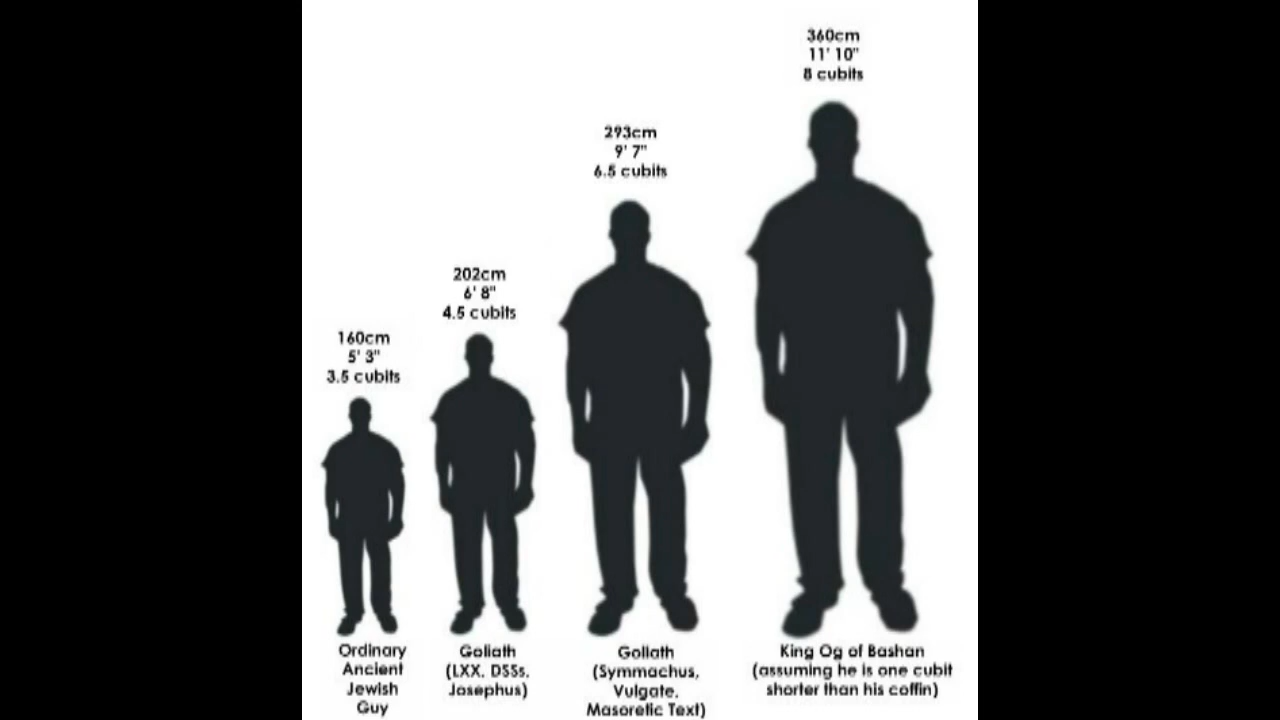 360cm
11' 10"
8 cubits
293cm
9' 7"
6.5 cubits
202cm
6' 8"
4.5 cubits
160cm
5' 3"
3.5 cubits
Ordinary
Ancient
Jewish
Guy
Goliath
(LXX, DSSs,
Josephus)
Goliath
(Symmachus,
Vulgate,
Masoretic Text)
King Og of Bashan
(assuming he is one cubit
shorter than his coffin)